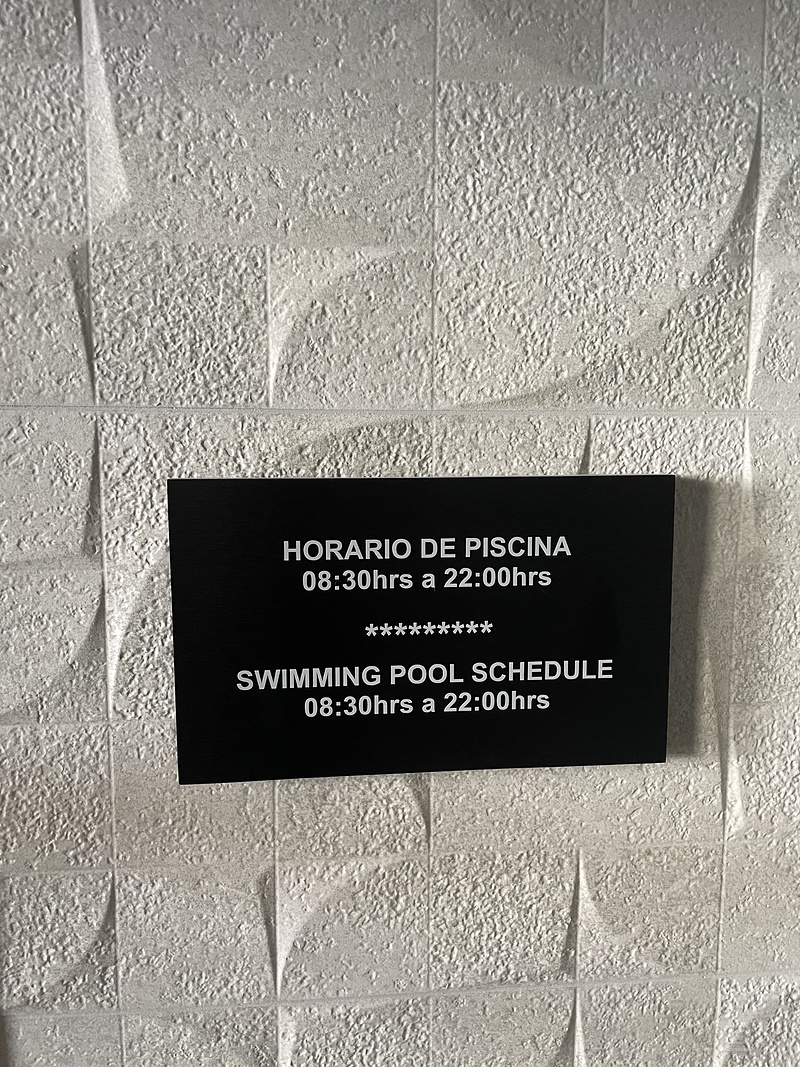 HORARIO DE PISCINA
08:30hrs a 22:00hrs
*********
SWIMMING POOL SCHEDULE
08:30hrs a 22:00hrs